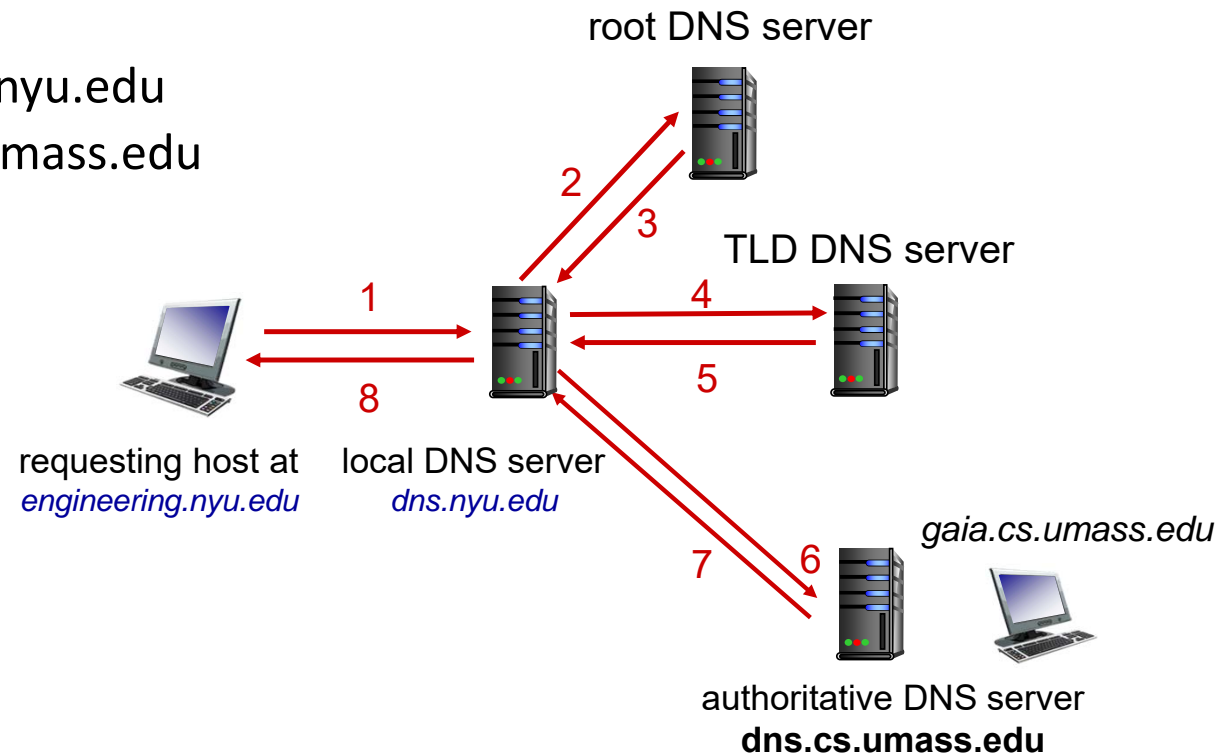 root DNS server
nyu.edu
mass.edu
2
3
TLD DNS server
1
4
5
8
requesting host at
engineering.nyu.edu
local DNS server
dns.nyu.edu
gaia.cs.umass.edu
6
7
authoritative DNS server
dns.cs.umass.edu